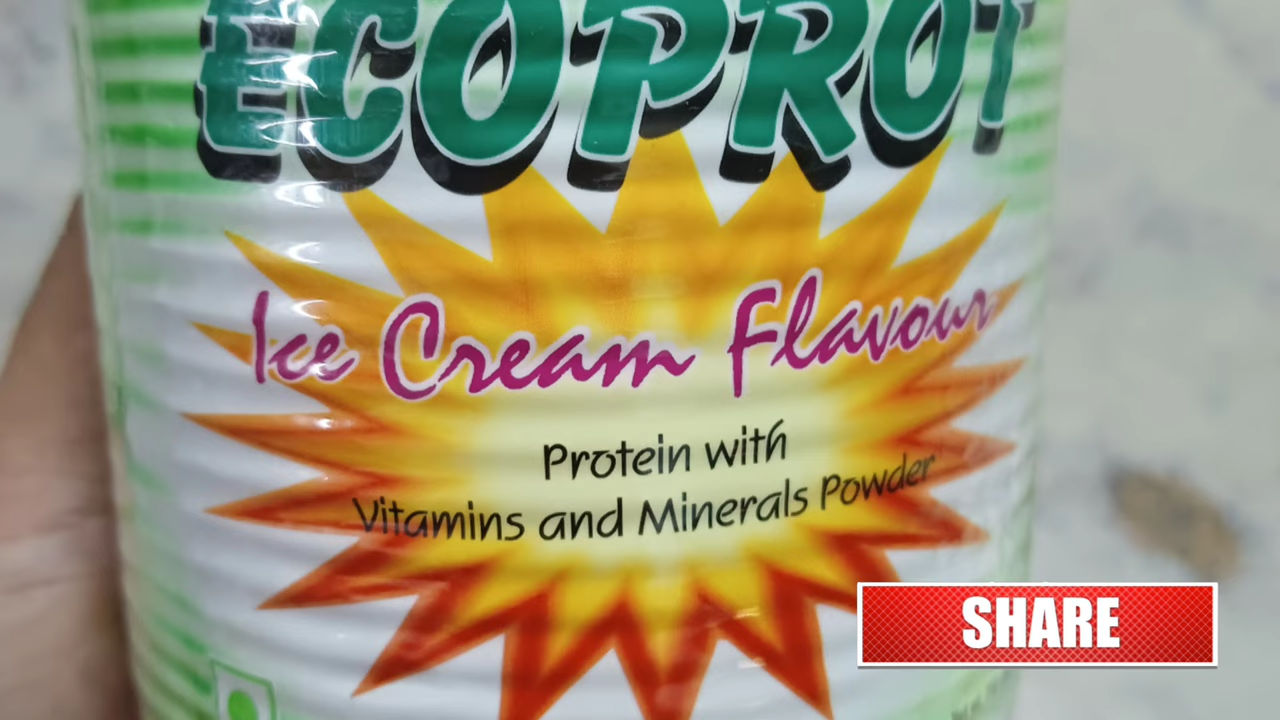 ECOPROT
Ice Cream Flavour
Protein with
Vitamins and Minerals Powder
SHARE